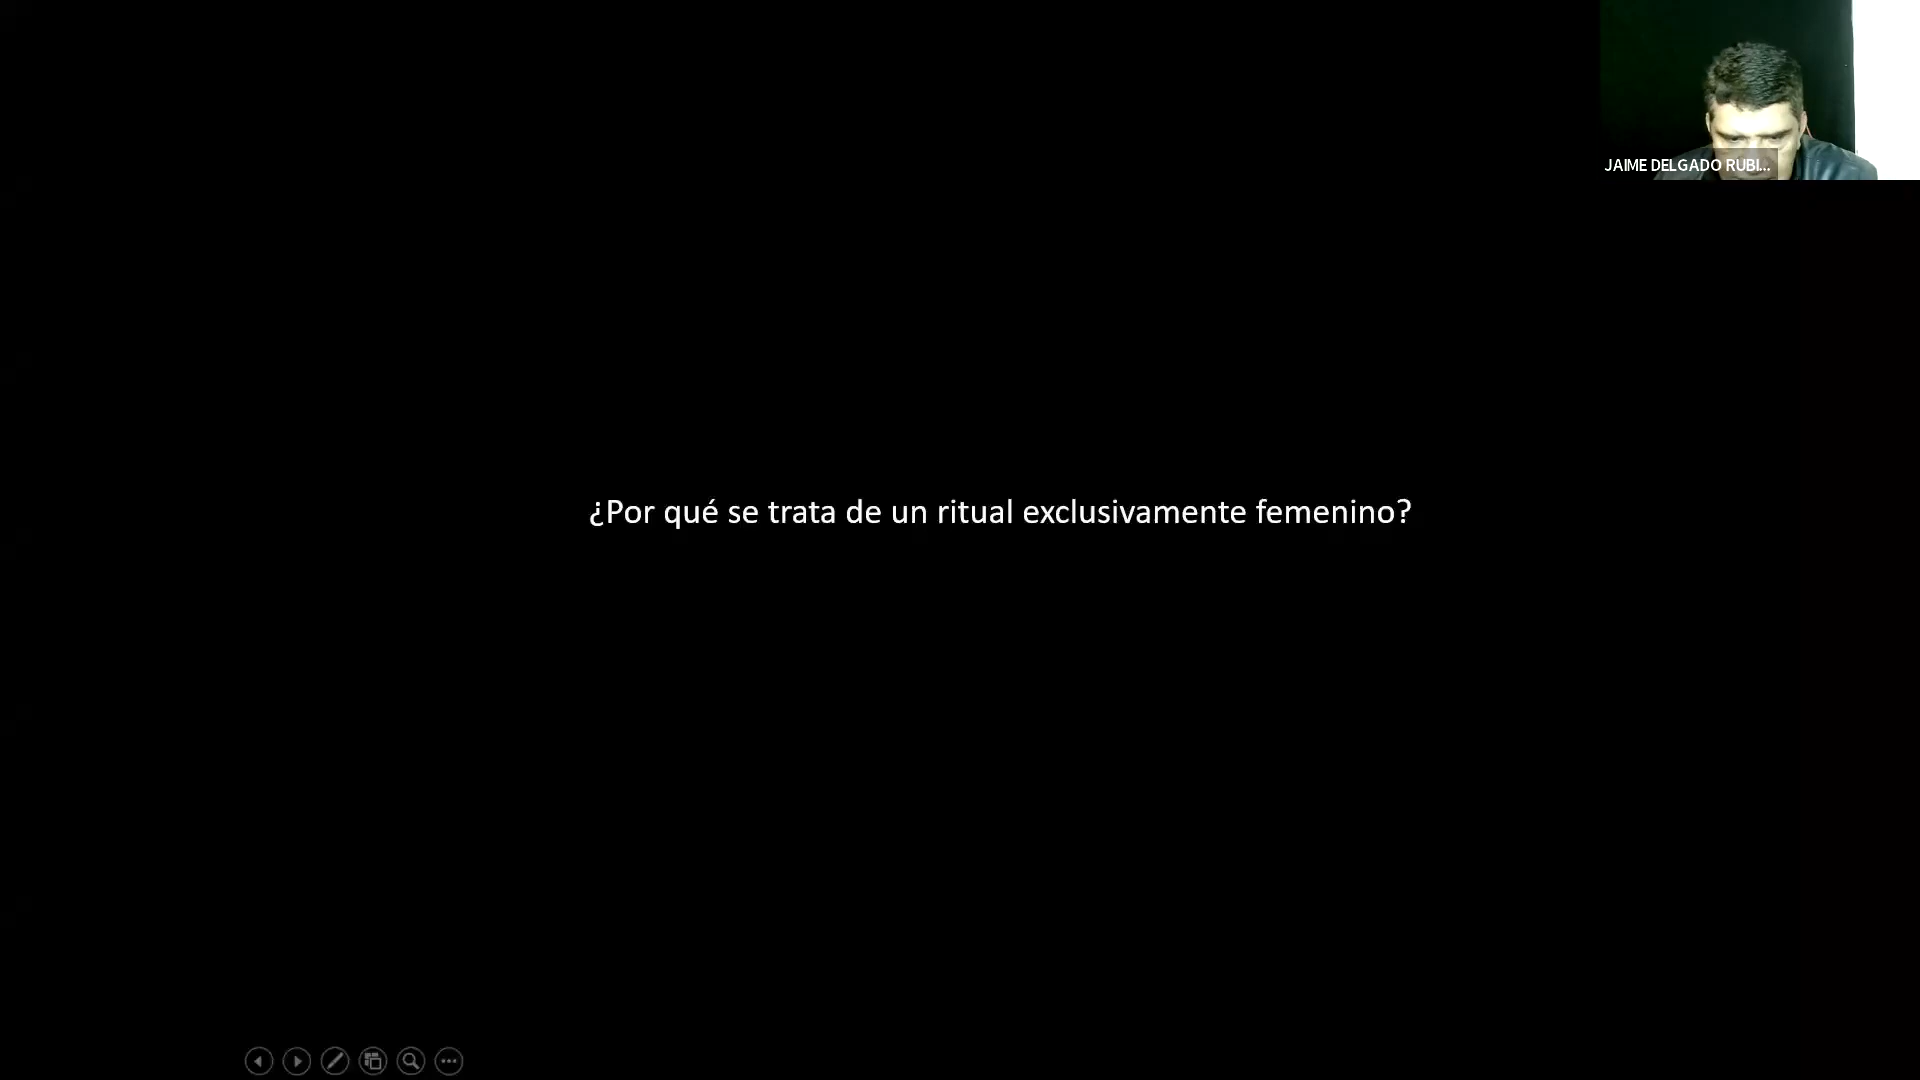 JAIME DELGADO RUBI...
¿Por qué se trata de un ritual exclusivamente femenino?